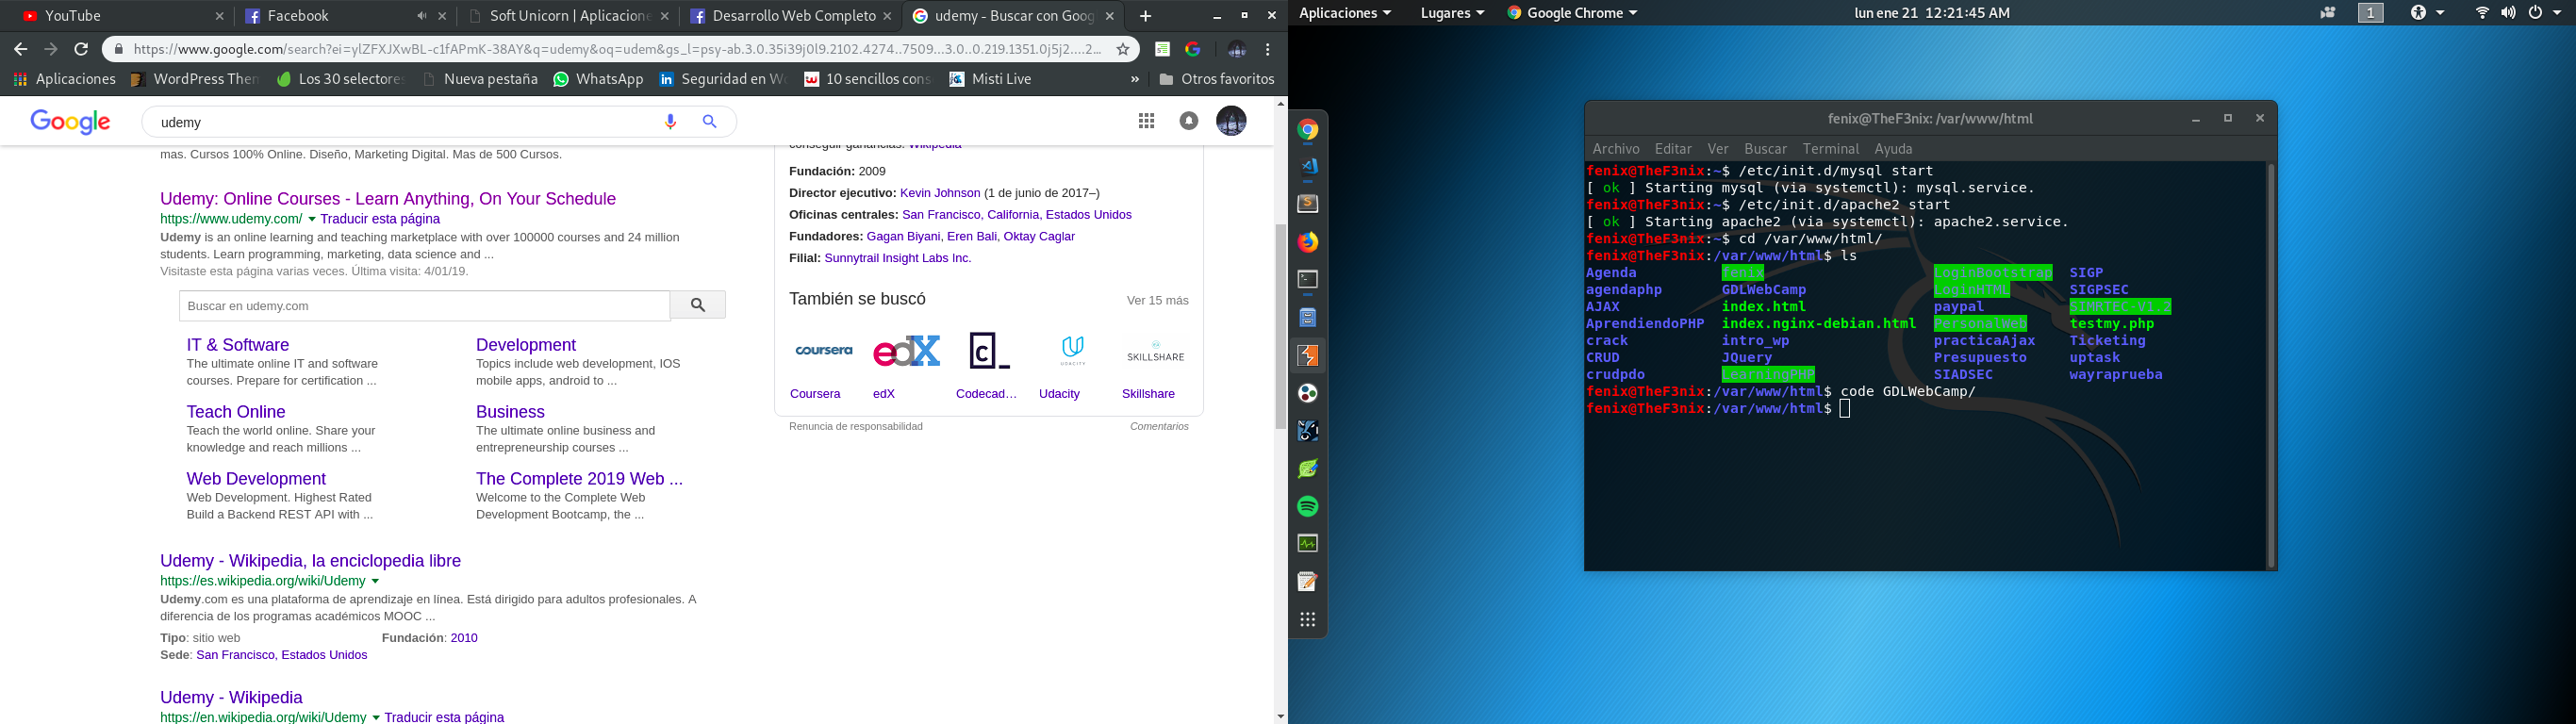 YouTube
Facebook
Soft Unicorn | Aplicacione
Desarrollo Web Completo
udemy - Buscar con Goog
https://www.google.com/search?ei=ylZFXJXwBL-c1fAPmK-38AY&q=udemy&oq=udem&gs_l=psy-ab.3.0.35i39j0l9.2102.4274..7509...3.0..0.219.1351.0j5j2....2...
Aplicaciones
WordPress Them
Los 30 selectores
Nueva pestaña
WhatsApp
Seguridad en Wo
10 sencillos cons
Misti Live
»
Otros favoritos
Google
udemy
mas. Cursos 100% Online. Diseño, Marketing Digital. Mas de 500 Cursos.
Udemy: Online Courses - Learn Anything, On Your Schedule
https://www.udemy.com/ Traducir esta página
Udemy is an online learning and teaching marketplace with over 100000 courses and 24 million
students. Learn programming, marketing, data science and ...
Visitaste esta página varias veces. Última visita: 4/01/19.
Buscar en udemy.com
IT & Software
The ultimate online IT and software
courses. Prepare for certification ...
Development
Topics include web development, IOS
mobile apps, android to ...
Teach Online
Teach the world online. Share your
knowledge and reach millions ...
Business
The ultimate online business and
entrepreneurship courses ...
Web Development
Web Development. Highest Rated
Build a Backend REST API with ...
The Complete 2019 Web ...
Welcome to the Complete Web
Development Bootcamp, the ...
Udemy - Wikipedia, la enciclopedia libre
https://es.wikipedia.org/wiki/Udemy
Udemy.com es una plataforma de aprendizaje en línea. Está dirigido para adultos profesionales. A
diferencia de los programas académicos MOOC ...
Tipo: sitio web Fundación: 2010
Sede: San Francisco, Estados Unidos
Udemy - Wikipedia
https://en.wikipedia.org/wiki/Udemy Traducir esta página
conseguir ganancias. Wikipedia
Fundación: 2009
Director ejecutivo: Kevin Johnson (1 de junio de 2017–)
Oficinas centrales: San Francisco, California, Estados Unidos
Fundadores: Gagan Biyani, Eren Bali, Oktay Caglar
Filial: Sunnytrail Insight Labs Inc.
También se buscó
Ver 15 más
coursera
edX
c_
UDACITY
SKILLSHARE
Coursera
edX
Codecad...
Udacity
Skillshare
Renuncia de responsabilidad
Comentarios
Aplicaciones
Lugares
Google Chrome
lun ene 21 12:21:45 AM
1
fenix@TheF3nix: /var/www/html
Archivo Editar Ver Buscar Terminal Ayuda
fenix@TheF3nix:~$ /etc/init.d/mysql start
[ ok ] Starting mysql (via systemctl): mysql.service.
fenix@TheF3nix:~$ /etc/init.d/apache2 start
[ ok ] Starting apache2 (via systemctl): apache2.service.
fenix@TheF3nix:~$ cd /var/www/html/
fenix@TheF3nix:/var/www/html$ ls
Agenda fenix LoginBootstrap SIGP
agendaphp GDLWebCamp LoginHTML SIGPSEC
AJAX index.html paypal SIMRTEC-V1.2
AprendiendoPHP index.nginx-debian.html PersonalWeb testmy.php
crack intro_wp practicaAjax Ticketing
CRUD JQuery Presupuesto uptask
crudpdo LearningPHP SIADSEC wayraprueba
fenix@TheF3nix:/var/www/html$ code GDLWebCamp/
fenix@TheF3nix:/var/www/html$